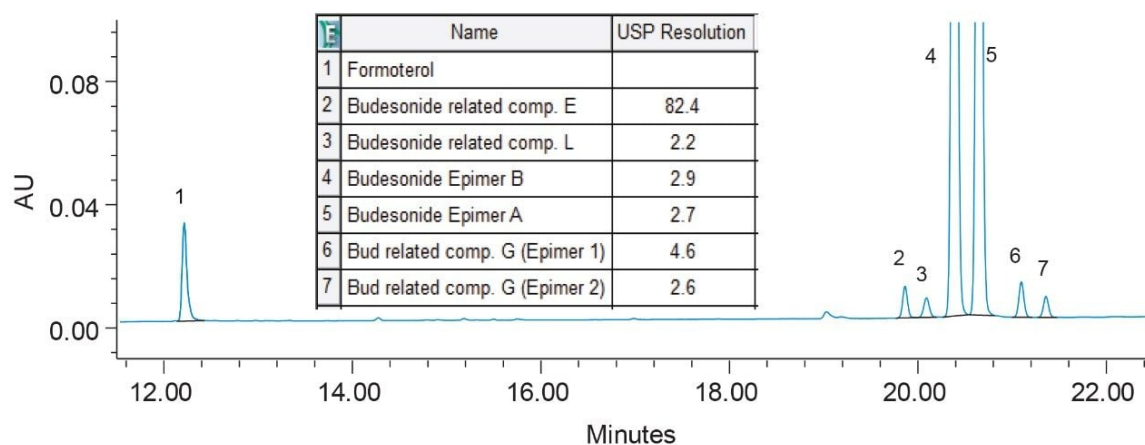 Name USP Resolution
1 Formoterol
2 Budesonide related comp. E 82.4
3 Budesonide related comp. L 2.2
4 Budesonide Epimer B 2.9
5 Budesonide Epimer A 2.7
6 Bud related comp. G (Epimer 1) 4.6
7 Bud related comp. G (Epimer 2) 2.6
4 5
0.08
AU
0.04
1
2 3 6 7
0.00
12.00 14.00 16.00 18.00 20.00 22.00
Minutes